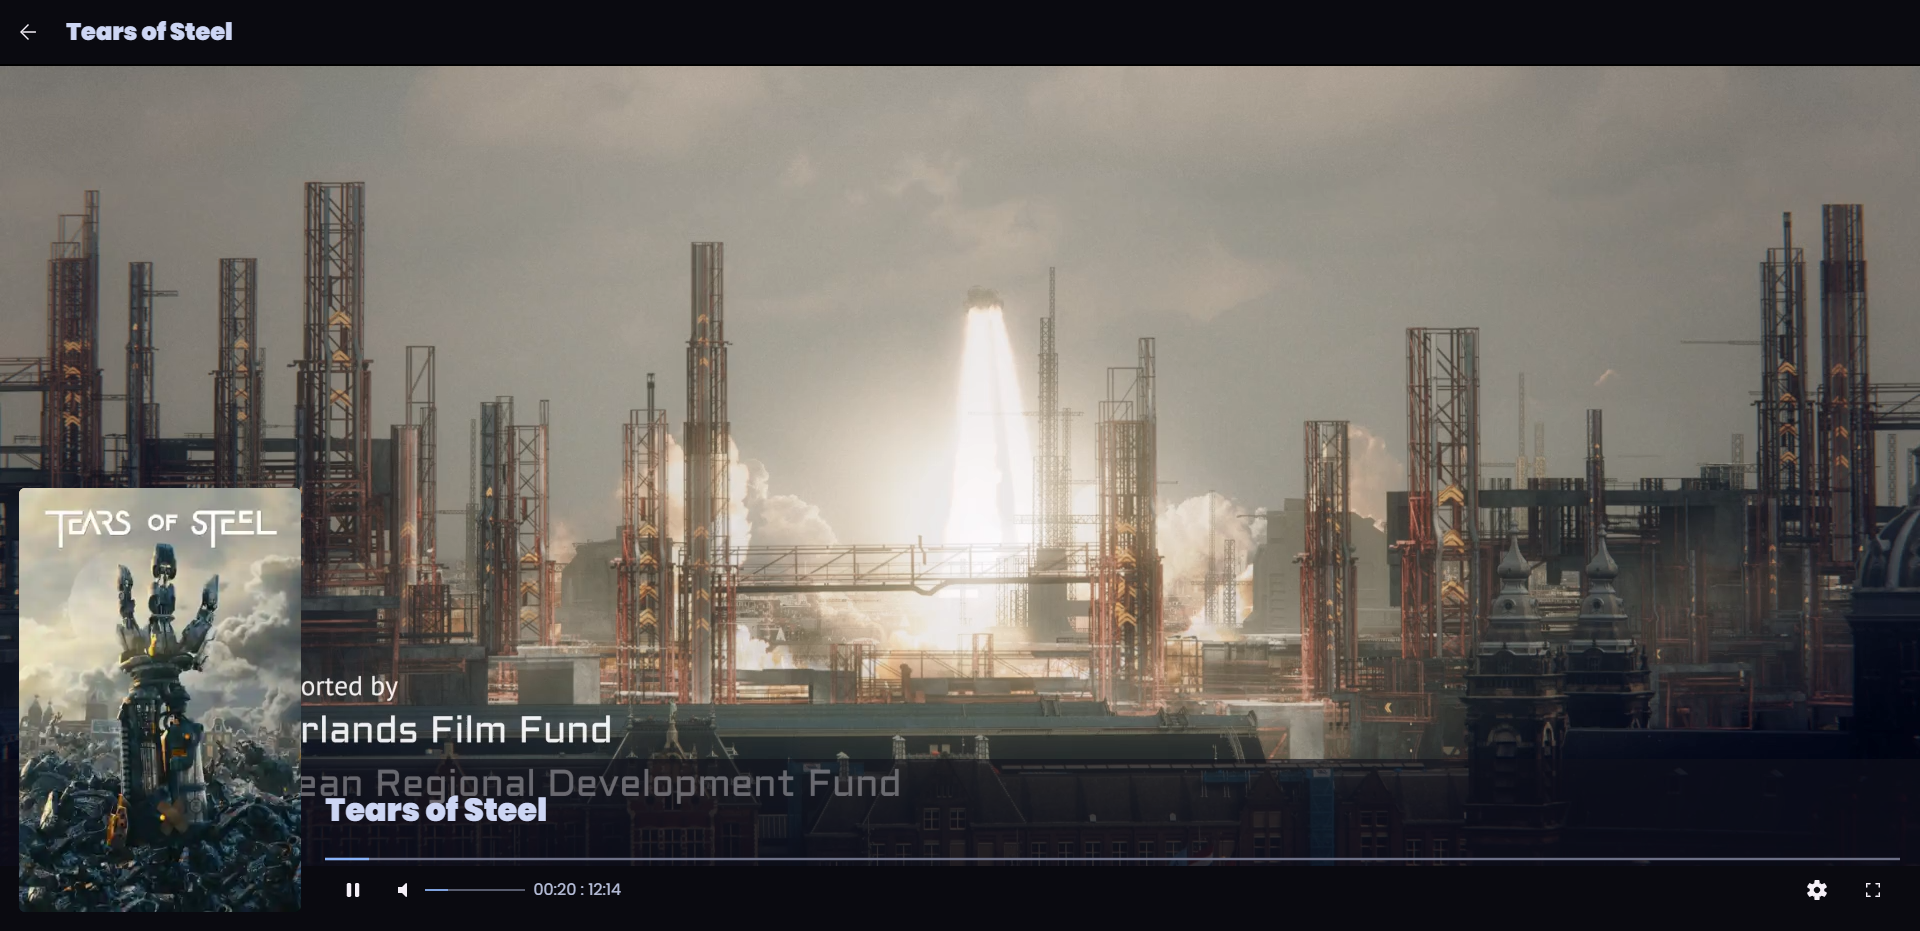 Tears of Steel
TEARS OF STEEL
orted by
rlands Film Fund
ean Regional Development Fund
Tears of Steel
00:20 : 12:14